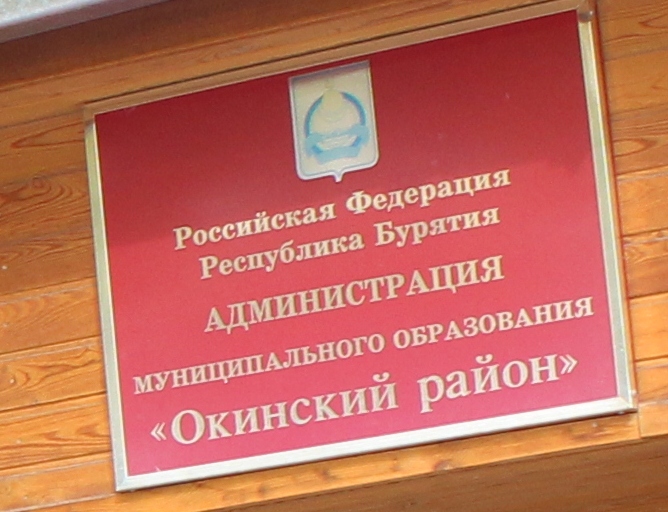 Российская Федерация
Республика Бурятия
АДМИНИСТРАЦИЯ
МУНИЦИПАЛЬНОГО ОБРАЗОВАНИЯ
«Окинский район»